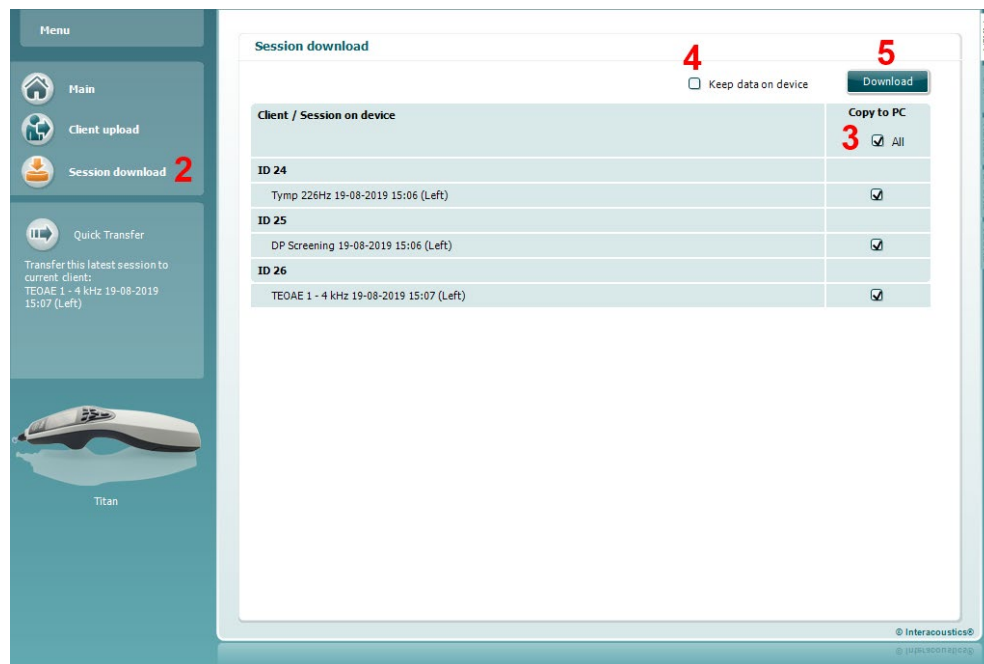 Menu
Main
Client upload
Session download 2
Quick Transfer
Transfer this latest session to
current client:
TEOAE 1 - 4 kHz 19-08-2019
15:07 (Left)
Titan
Session download
4
5
Keep data on device
Download
Client / Session on device
Copy to PC
3 All
ID 24
Tymp 226Hz 19-08-2019 15:06 (Left)
ID 25
DP Screening 19-08-2019 15:06 (Left)
ID 26
TEOAE 1 - 4 kHz 19-08-2019 15:07 (Left)
© Interacoustics®